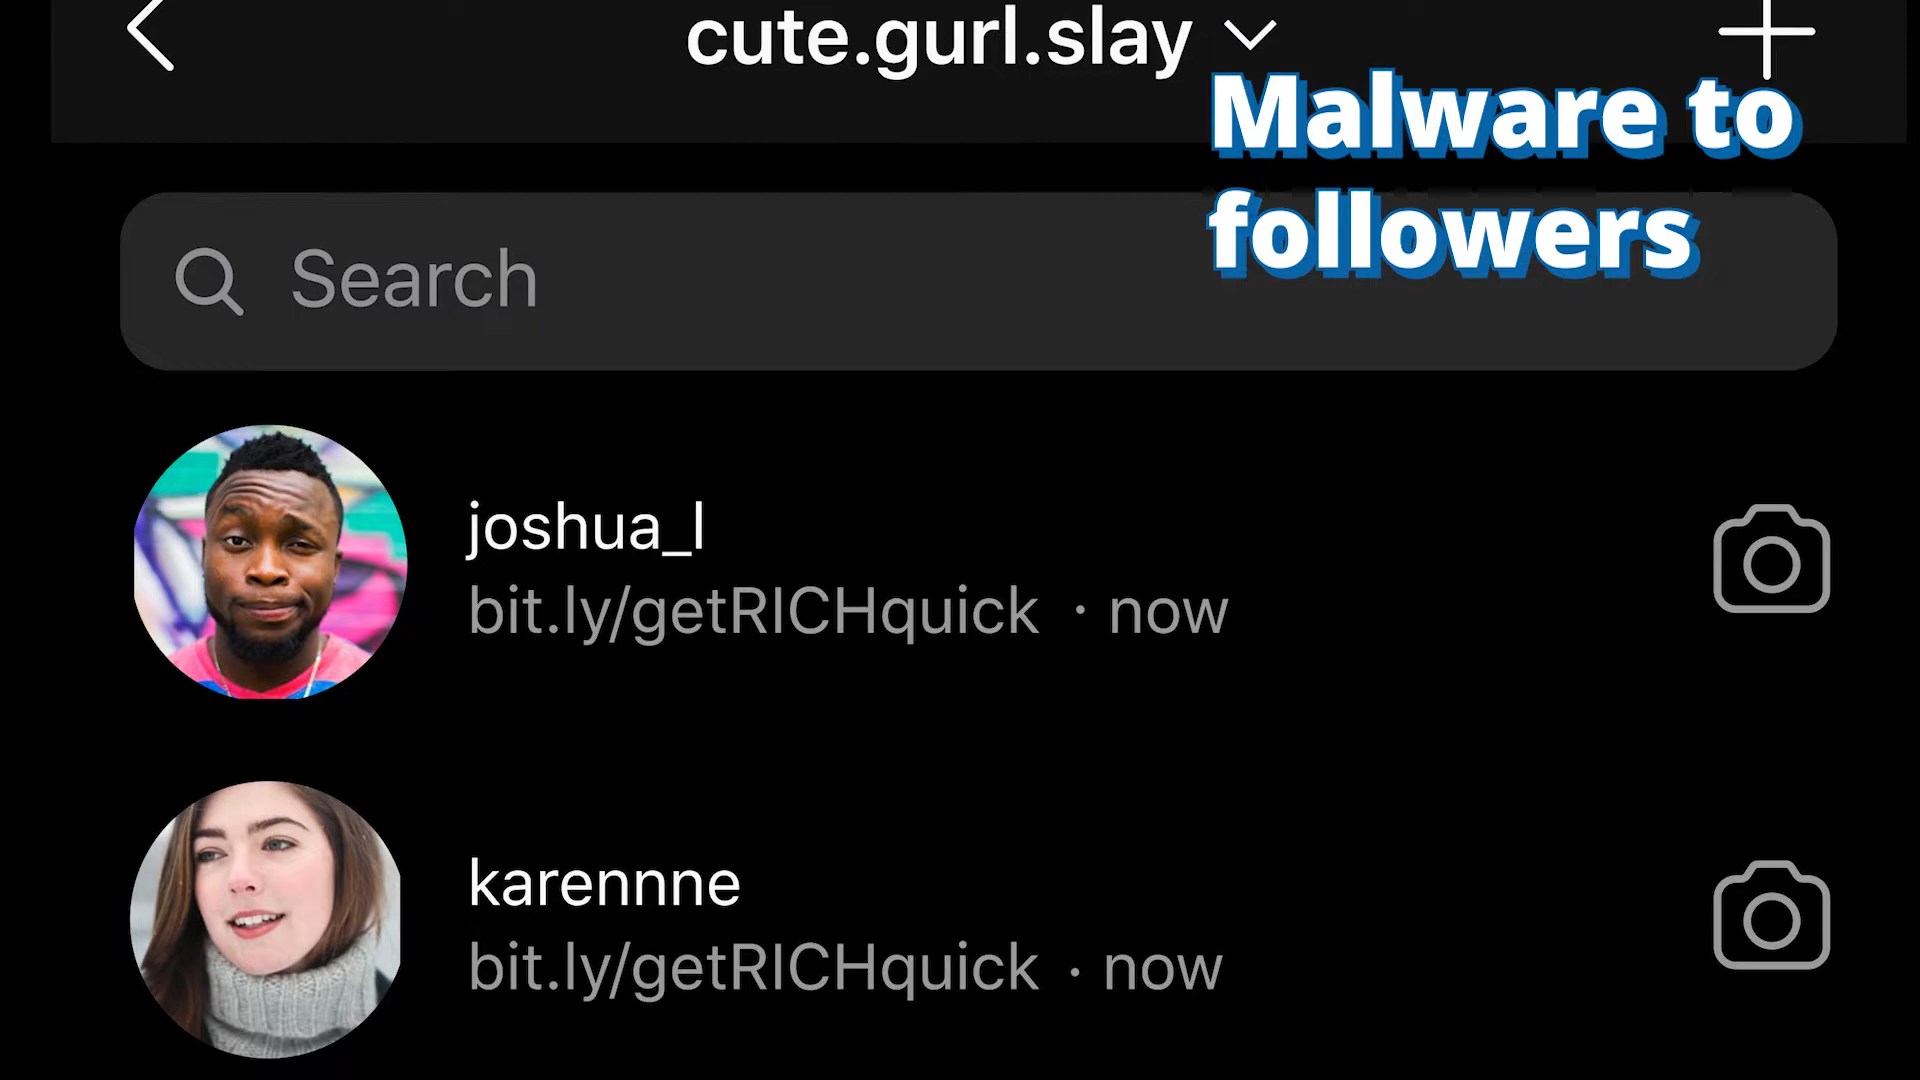 cute.gurl.slay
Malware to
followers
Search
joshua_l
bit.ly/getRICHquick · now
karennne
bit.ly/getRICHquick · now